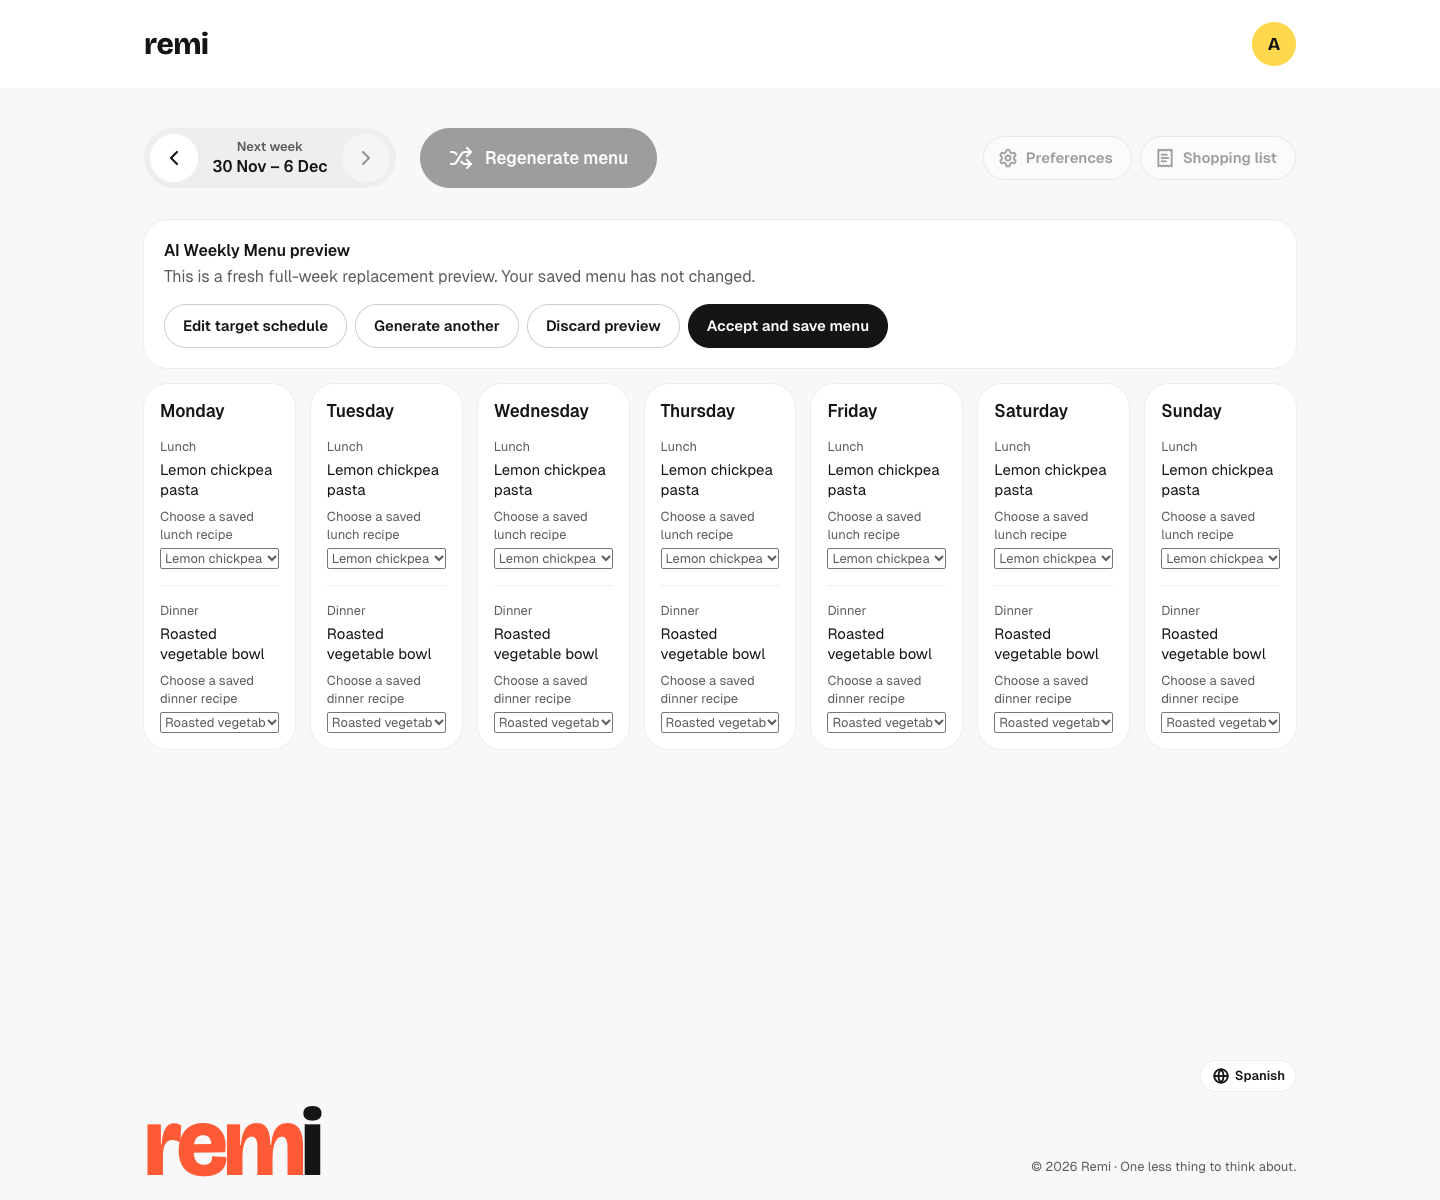 remi
A
Next week
30 Nov – 6 Dec
Regenerate menu
Preferences
Shopping list
AI Weekly Menu preview
This is a fresh full-week replacement preview. Your saved menu has not changed.
Edit target schedule
Generate another
Discard preview
Accept and save menu
Monday
Lunch
Lemon chickpea
pasta
Choose a saved
lunch recipe
Lemon chickpea
Dinner
Roasted
vegetable bowl
Choose a saved
dinner recipe
Roasted vegetab
Tuesday
Lunch
Lemon chickpea
pasta
Choose a saved
lunch recipe
Lemon chickpea
Dinner
Roasted
vegetable bowl
Choose a saved
dinner recipe
Roasted vegetab
Wednesday
Lunch
Lemon chickpea
pasta
Choose a saved
lunch recipe
Lemon chickpea
Dinner
Roasted
vegetable bowl
Choose a saved
dinner recipe
Roasted vegetab
Thursday
Lunch
Lemon chickpea
pasta
Choose a saved
lunch recipe
Lemon chickpea
Dinner
Roasted
vegetable bowl
Choose a saved
dinner recipe
Roasted vegetab
Friday
Lunch
Lemon chickpea
pasta
Choose a saved
lunch recipe
Lemon chickpea
Dinner
Roasted
vegetable bowl
Choose a saved
dinner recipe
Roasted vegetab
Saturday
Lunch
Lemon chickpea
pasta
Choose a saved
lunch recipe
Lemon chickpea
Dinner
Roasted
vegetable bowl
Choose a saved
dinner recipe
Roasted vegetab
Sunday
Lunch
Lemon chickpea
pasta
Choose a saved
lunch recipe
Lemon chickpea
Dinner
Roasted
vegetable bowl
Choose a saved
dinner recipe
Roasted vegetab
Spanish
remi
© 2026 Remi · One less thing to think about.